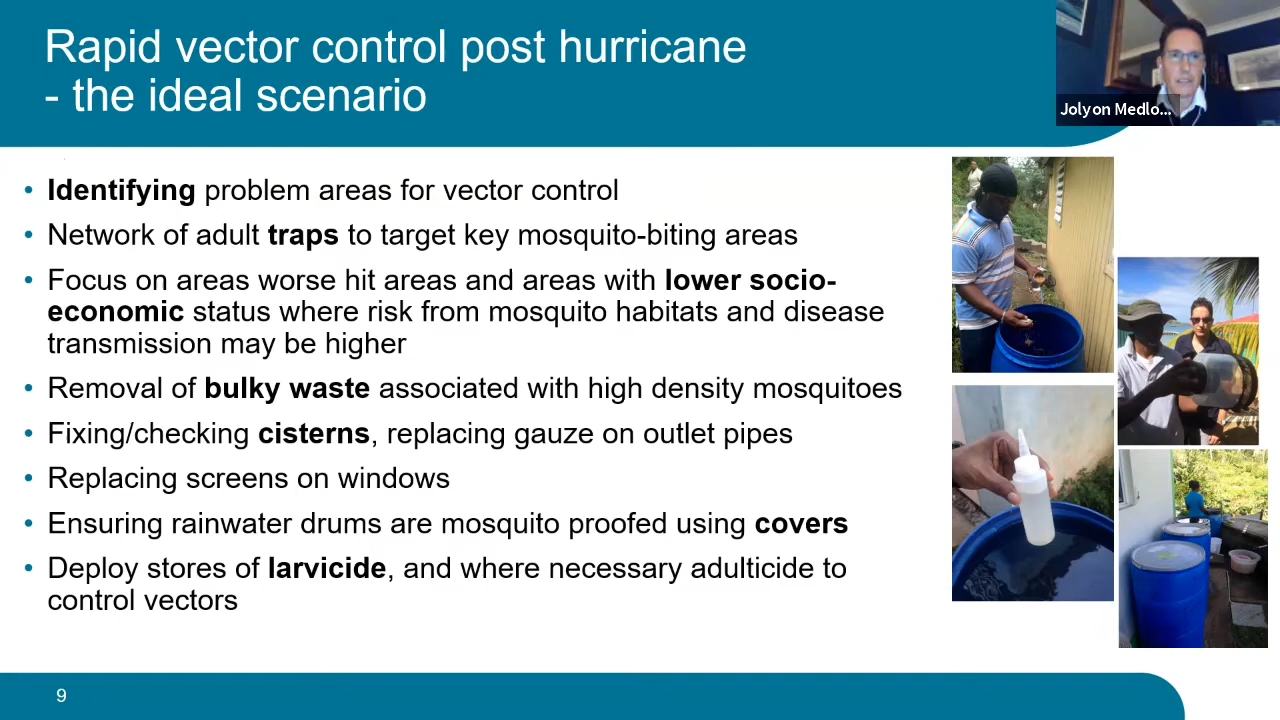 Rapid vector control post hurricane
- the ideal scenario
Jolyon Medlo...
• Identifying problem areas for vector control
• Network of adult traps to target key mosquito-biting areas
• Focus on areas worse hit areas and areas with lower socio-
economic status where risk from mosquito habitats and disease
transmission may be higher
• Removal of bulky waste associated with high density mosquitoes
• Fixing/checking cisterns, replacing gauze on outlet pipes
• Replacing screens on windows
• Ensuring rainwater drums are mosquito proofed using covers
• Deploy stores of larvicide, and where necessary adulticide to
control vectors
9